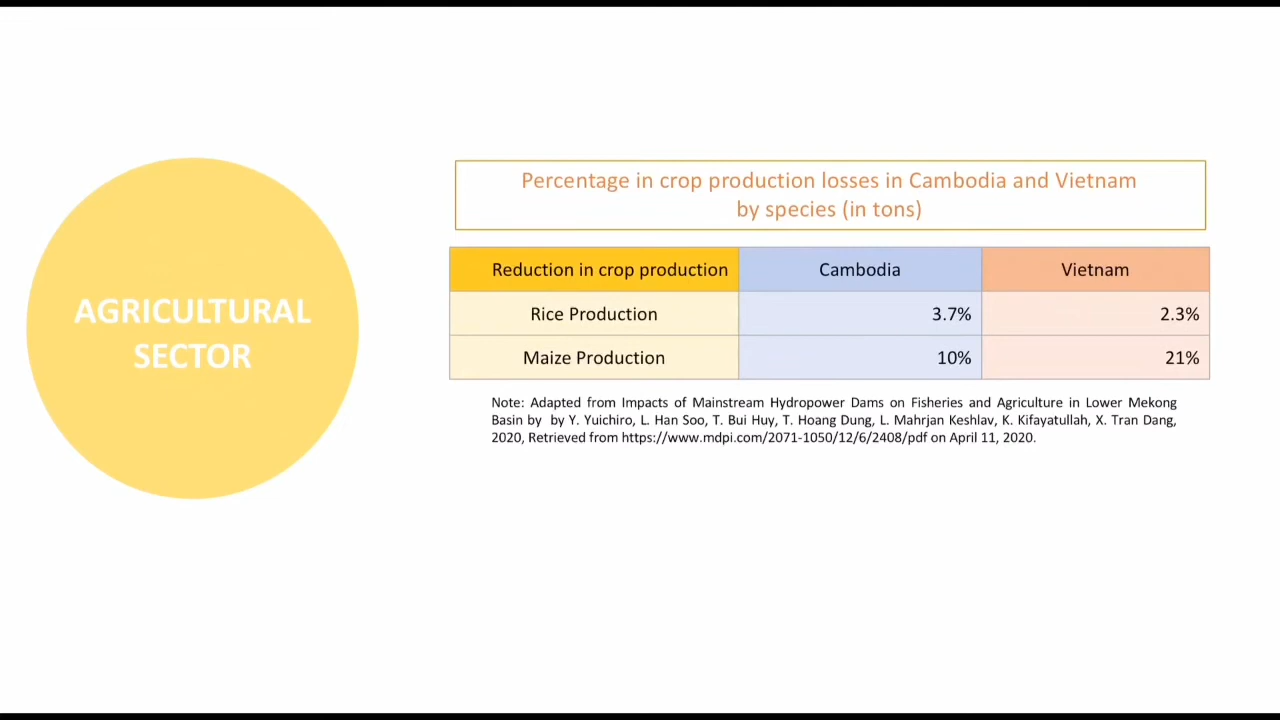 AGRICULTURAL
SECTOR
Percentage in crop production losses in Cambodia and Vietnam
by species (in tons)
Reduction in crop production Cambodia Vietnam
Rice Production 3.7% 2.3%
Maize Production 10% 21%
Note: Adapted from Impacts of Mainstream Hydropower Dams on Fisheries and Agriculture in Lower Mekong
Basin by by Y. Yuichiro, L. Han Soo, T. Bui Huy, T. Hoang Dung, L. Mahrjan Keshlav, K. Kifayatullah, X. Tran Dang,
2020, Retrieved from https://www.mdpi.com/2071-1050/12/6/2408/pdf on April 11, 2020.